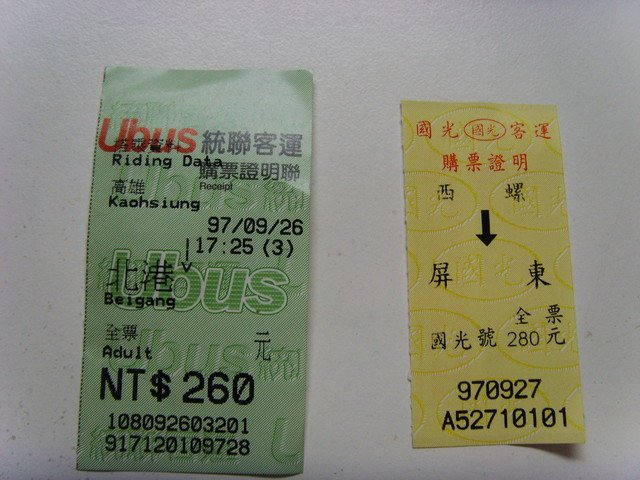 Ubus 統聯客運
Riding Data 購票證明聯
Receipt
高雄
Kaohsiung
97/09/26
17:25 (3)
北港
Beigang
Ubus
全票 元
Adult
NT$ 260
108092603201
917120109728
國光 國光 客運
購票證明
西 螺
屏 東
全票
國光號 280元
970927
A52710101